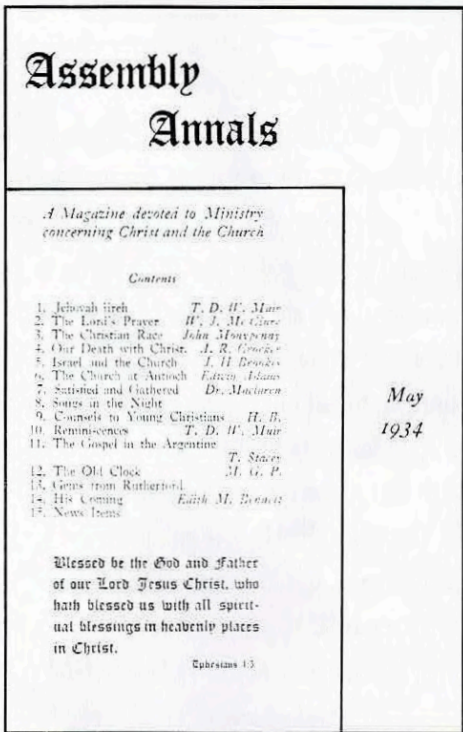 Assembly
Annals
A Magazine devoted to Ministry
concerning Christ and the Church
Contents
1. Jehovah jireh T. D. W. Muir
2. The Lord's Prayer W. J. McClure
3. The Christian Race John Monypenny
4. Our Death with Christ. A. R. Crocker
5. Israel and the Church J. H. Brookes
6. The Church at Antioch Edwin Adams
7. Satisfied and Gathered Dr. Maclaren
8. Songs in the Night
9. Counsels to Young Christians H. B.
10. Reminiscences T. D. W. Muir
11. The Gospel in the Argentine
T. Stacey
12. The Old Clock M. G. P.
13. Gems from Rutherford
14. His Coming Edith M. Bennett
15. News Items
May
1934
Blessed be the God and Father
of our Lord Jesus Christ, who
hath blessed us with all spirit-
ual blessings in heavenly places
in Christ.
Ephesians 1:3